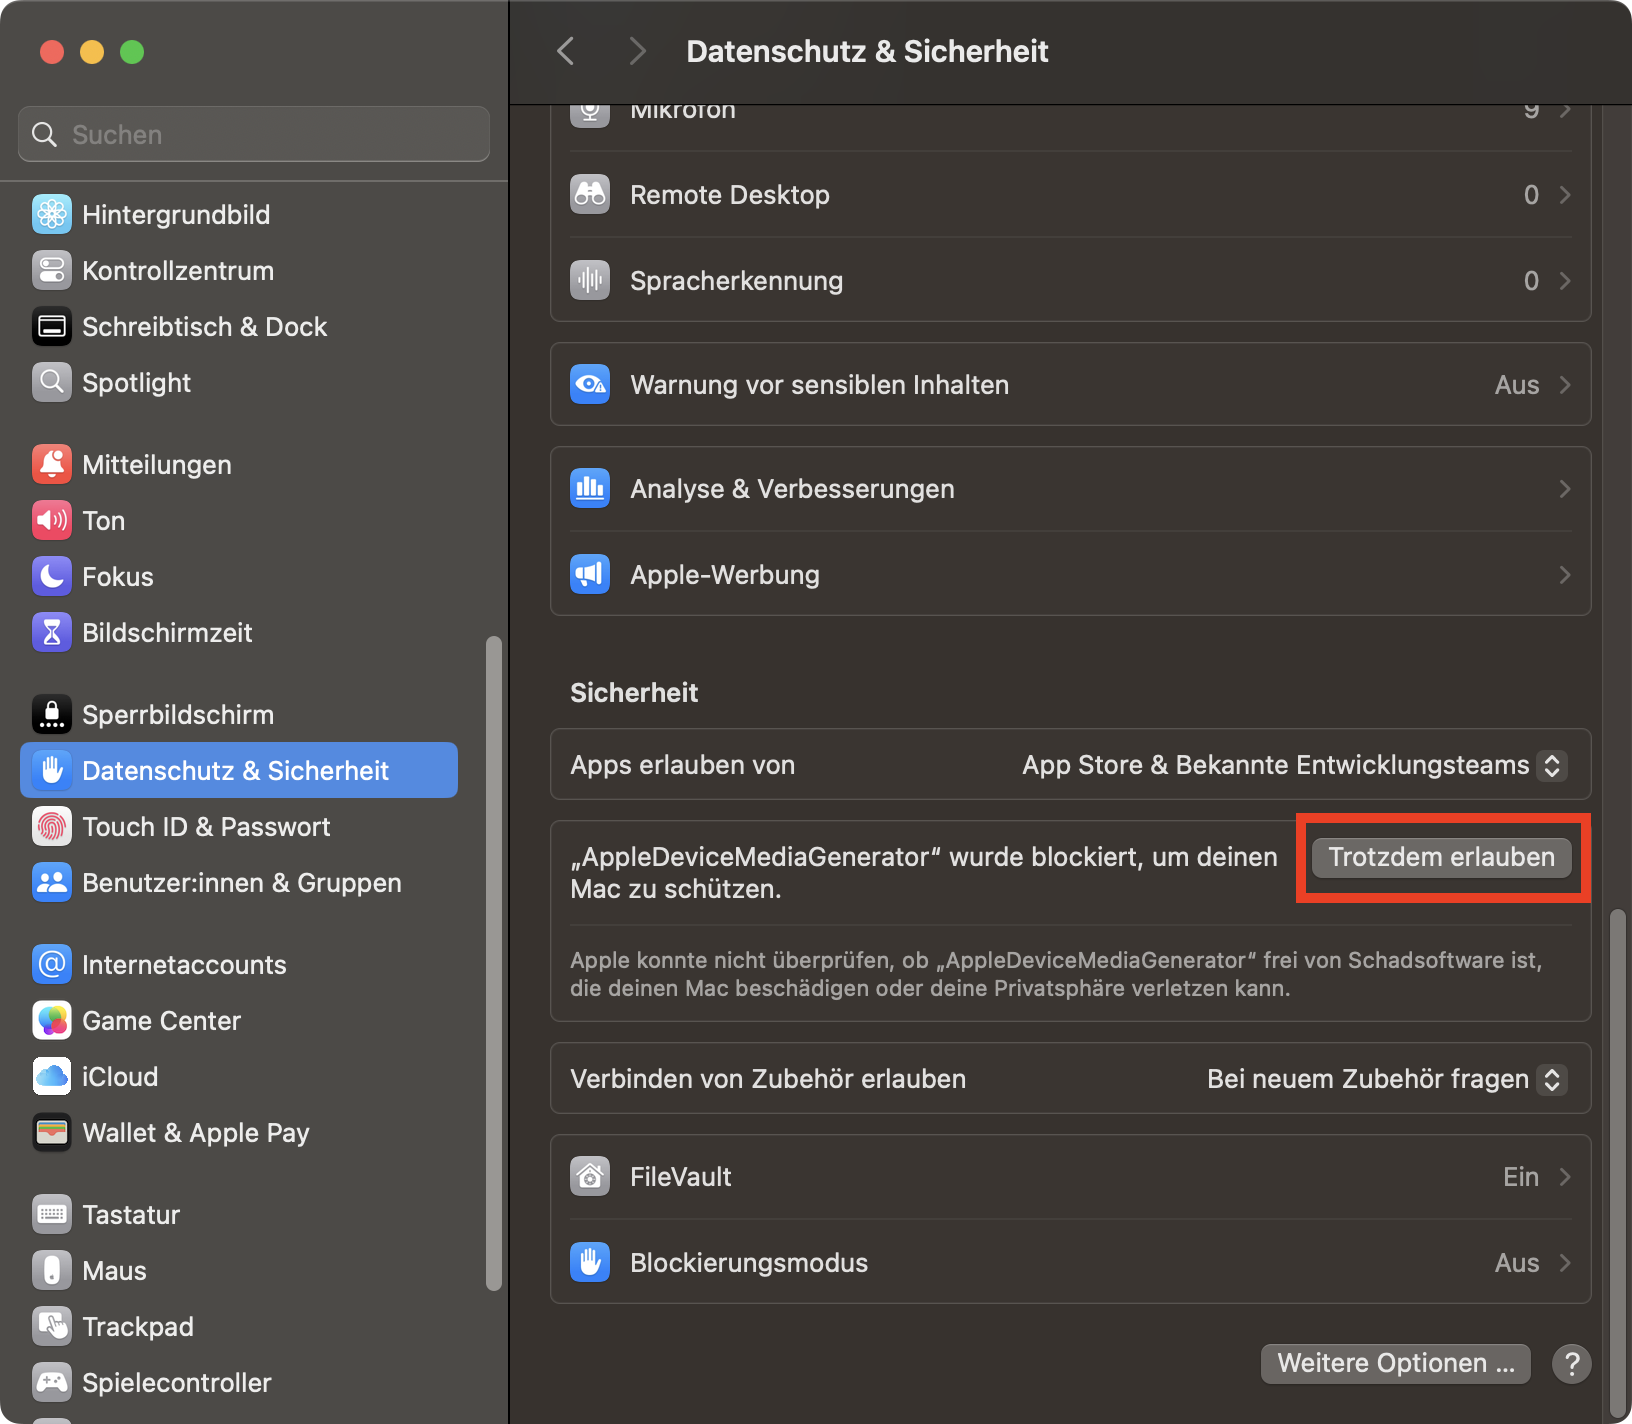 Datenschutz & Sicherheit
Suchen
Hintergrundbild
Kontrollzentrum
Schreibtisch & Dock
Spotlight
Mitteilungen
Ton
Fokus
Bildschirmzeit
Sperrbildschirm
Datenschutz & Sicherheit
Touch ID & Passwort
Benutzer:innen & Gruppen
Internetaccounts
Game Center
iCloud
Wallet & Apple Pay
Tastatur
Maus
Trackpad
Spielecontroller
Mikrofon 9
Remote Desktop 0
Spracherkennung 0
Warnung vor sensiblen Inhalten Aus
Analyse & Verbesserungen
Apple-Werbung
Sicherheit
Apps erlauben von App Store & Bekannte Entwicklungsteams
„AppleDeviceMediaGenerator“ wurde blockiert, um deinen
Mac zu schützen.
Trotzdem erlauben
Apple konnte nicht überprüfen, ob „AppleDeviceMediaGenerator“ frei von Schadsoftware ist,
die deinen Mac beschädigen oder deine Privatsphäre verletzen kann.
Verbinden von Zubehör erlauben Bei neuem Zubehör fragen
FileVault Ein
Blockierungsmodus Aus
Weitere Optionen ... ?